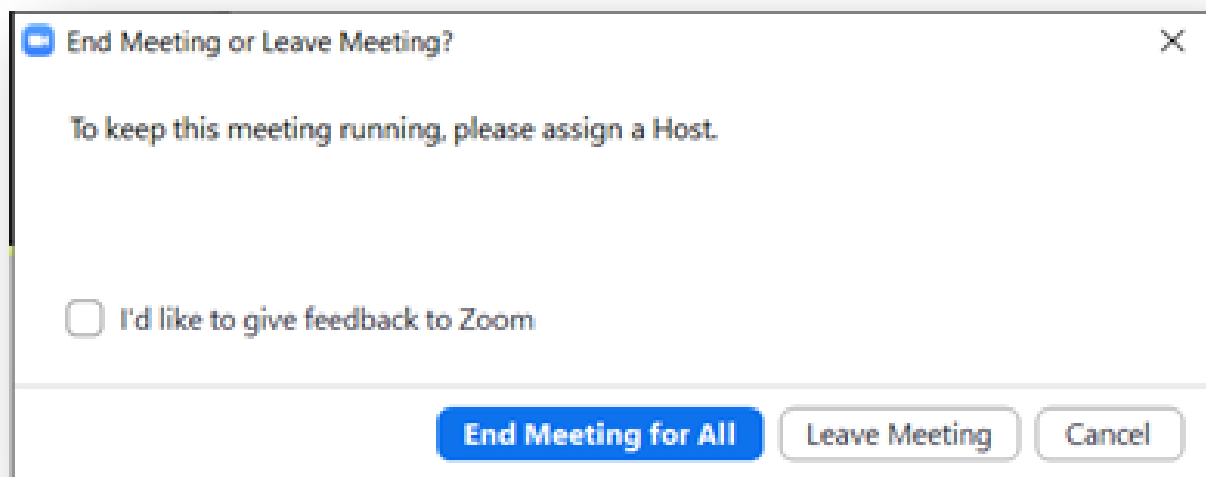 End Meeting or Leave Meeting?
To keep this meeting running, please assign a Host.
I'd like to give feedback to Zoom
End Meeting for All
Leave Meeting
Cancel